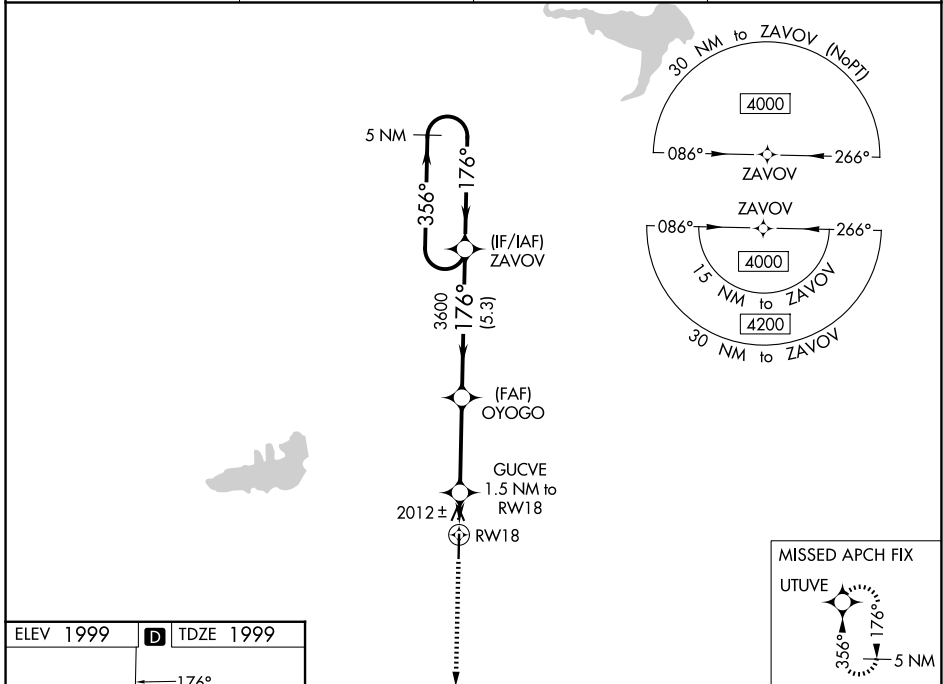 30 NM to ZAVOV (NoPT)
4000
086°
266°
ZAVOV
5 NM
356°
176°
(IF/IAF)
ZAVOV
3600
176°
(5.3)
ZAVOV
086°
266°
4000
15 NM to ZAVOV
4200
30 NM to ZAVOV
(FAF)
OYOGO
GUCVE
1.5 NM to
RW18
2012 ±
RW18
MISSED APCH FIX
UTUVE
356°
176°
5 NM
ELEV 1999 D TDZE 1999
176°